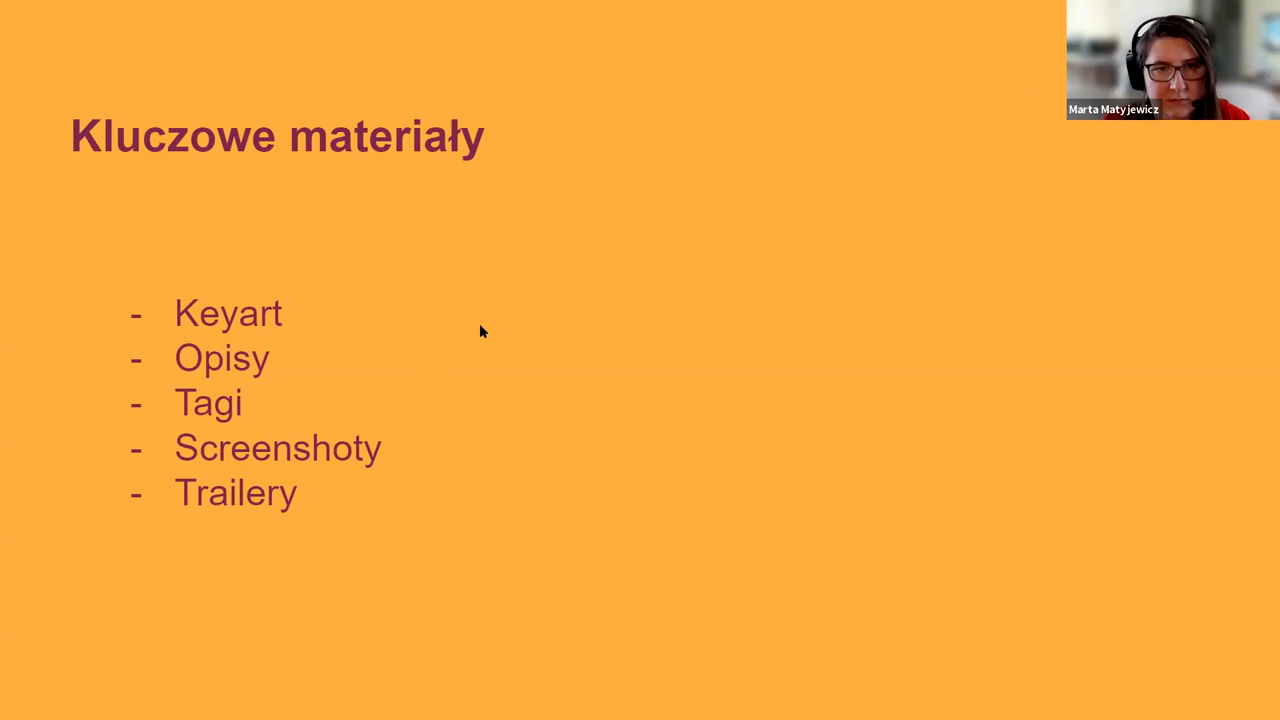 Kluczowe materiały
Marta Matyjewicz
- Keyart
- Opisy
- Tagi
- Screenshoty
- Trailery